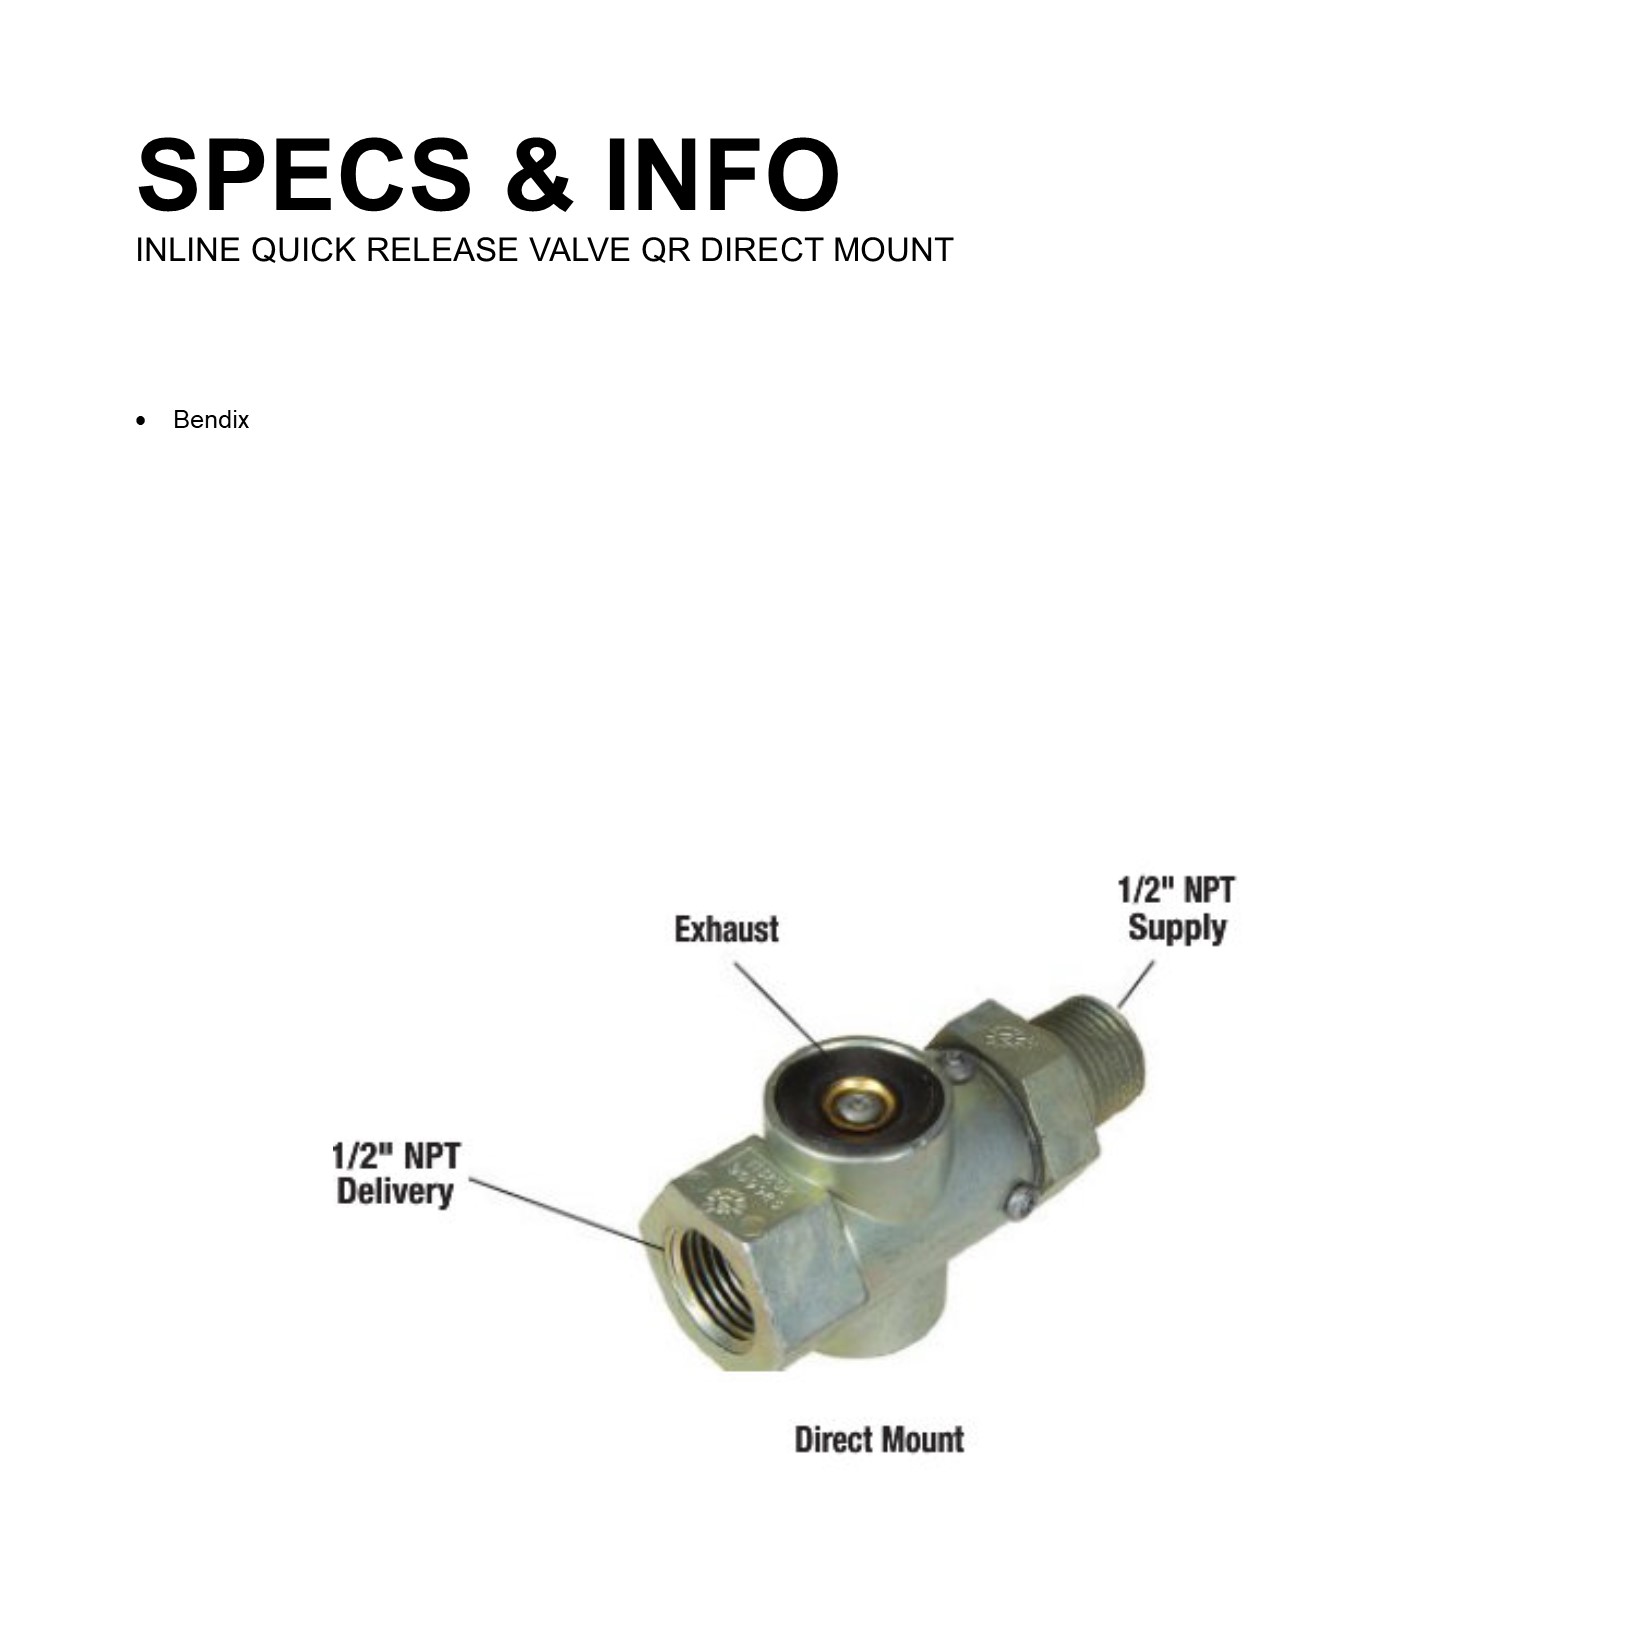 SPECS & INFO
INLINE QUICK RELEASE VALVE QR DIRECT MOUNT
• Bendix
1/2" NPT
Supply
Exhaust
1/2" NPT
Delivery
Direct Mount